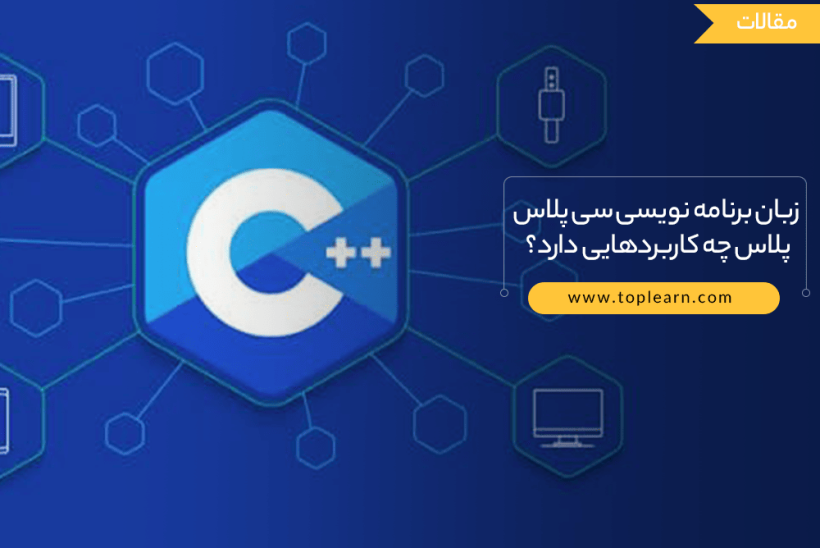 مقالات
زبان برنامه نویسی سی پلاس
پلاس چه کاربردهایی دارد؟
www.toplearn.com
C++